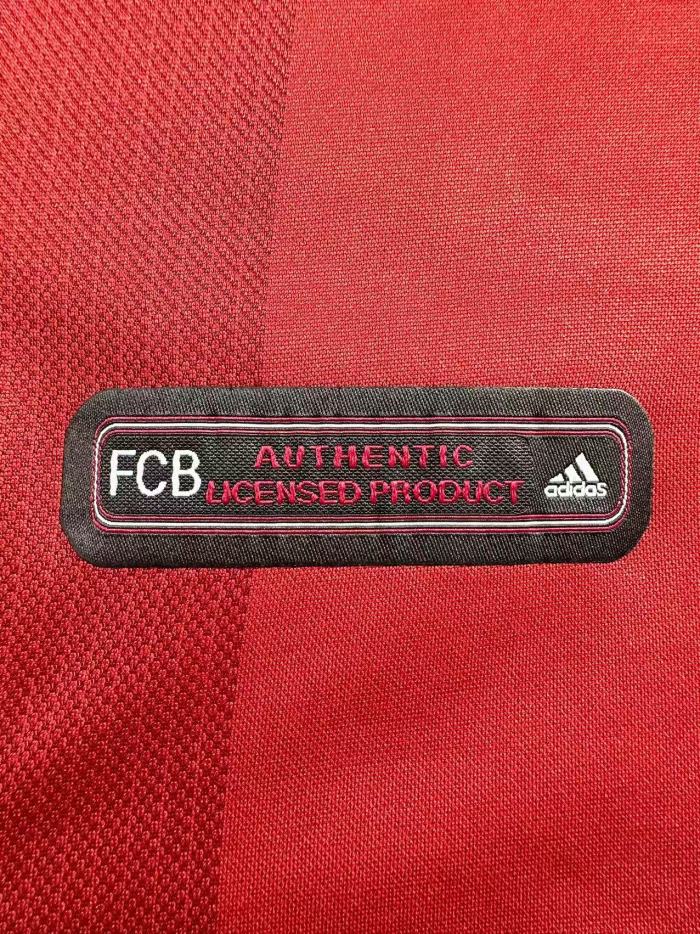 FCB
AUTHENTIC
LICENSED PRODUCT
adidas